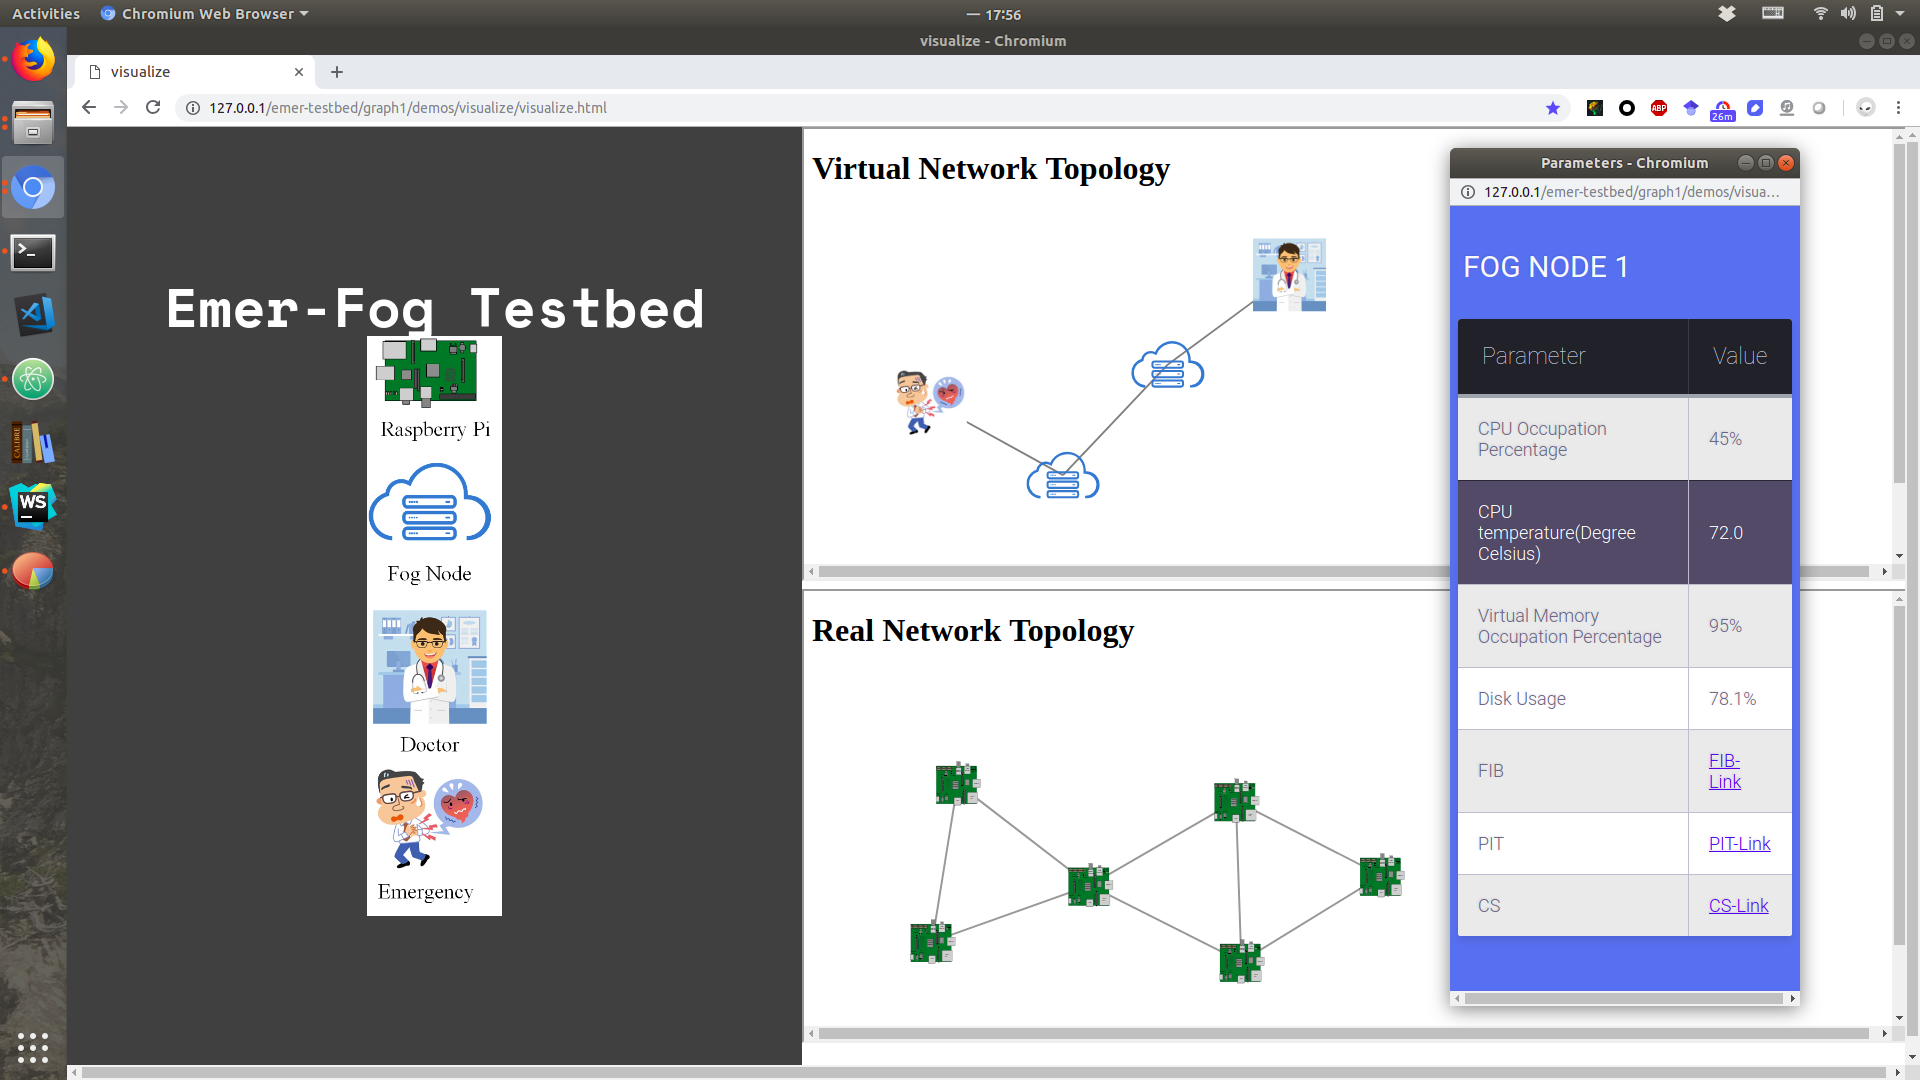 Activities
Chromium Web Browser
17:56
visualize - Chromium
visualize
127.0.0.1/emer-testbed/graph1/demos/visualize/visualize.html
ABP
26m
CALIBRE
WS
Emer-Fog Testbed
Raspberry Pi
Fog Node
Doctor
Emergency
Virtual Network Topology
Real Network Topology
Parameters - Chromium
127.0.0.1/emer-testbed/graph1/demos/visua...
FOG NODE 1
Parameter Value
CPU Occupation
Percentage
45%
CPU
temperature(Degree
Celsius)
72.0
Virtual Memory
Occupation Percentage
95%
Disk Usage 78.1%
FIB
FIB-
Link
PIT PIT-Link
CS CS-Link